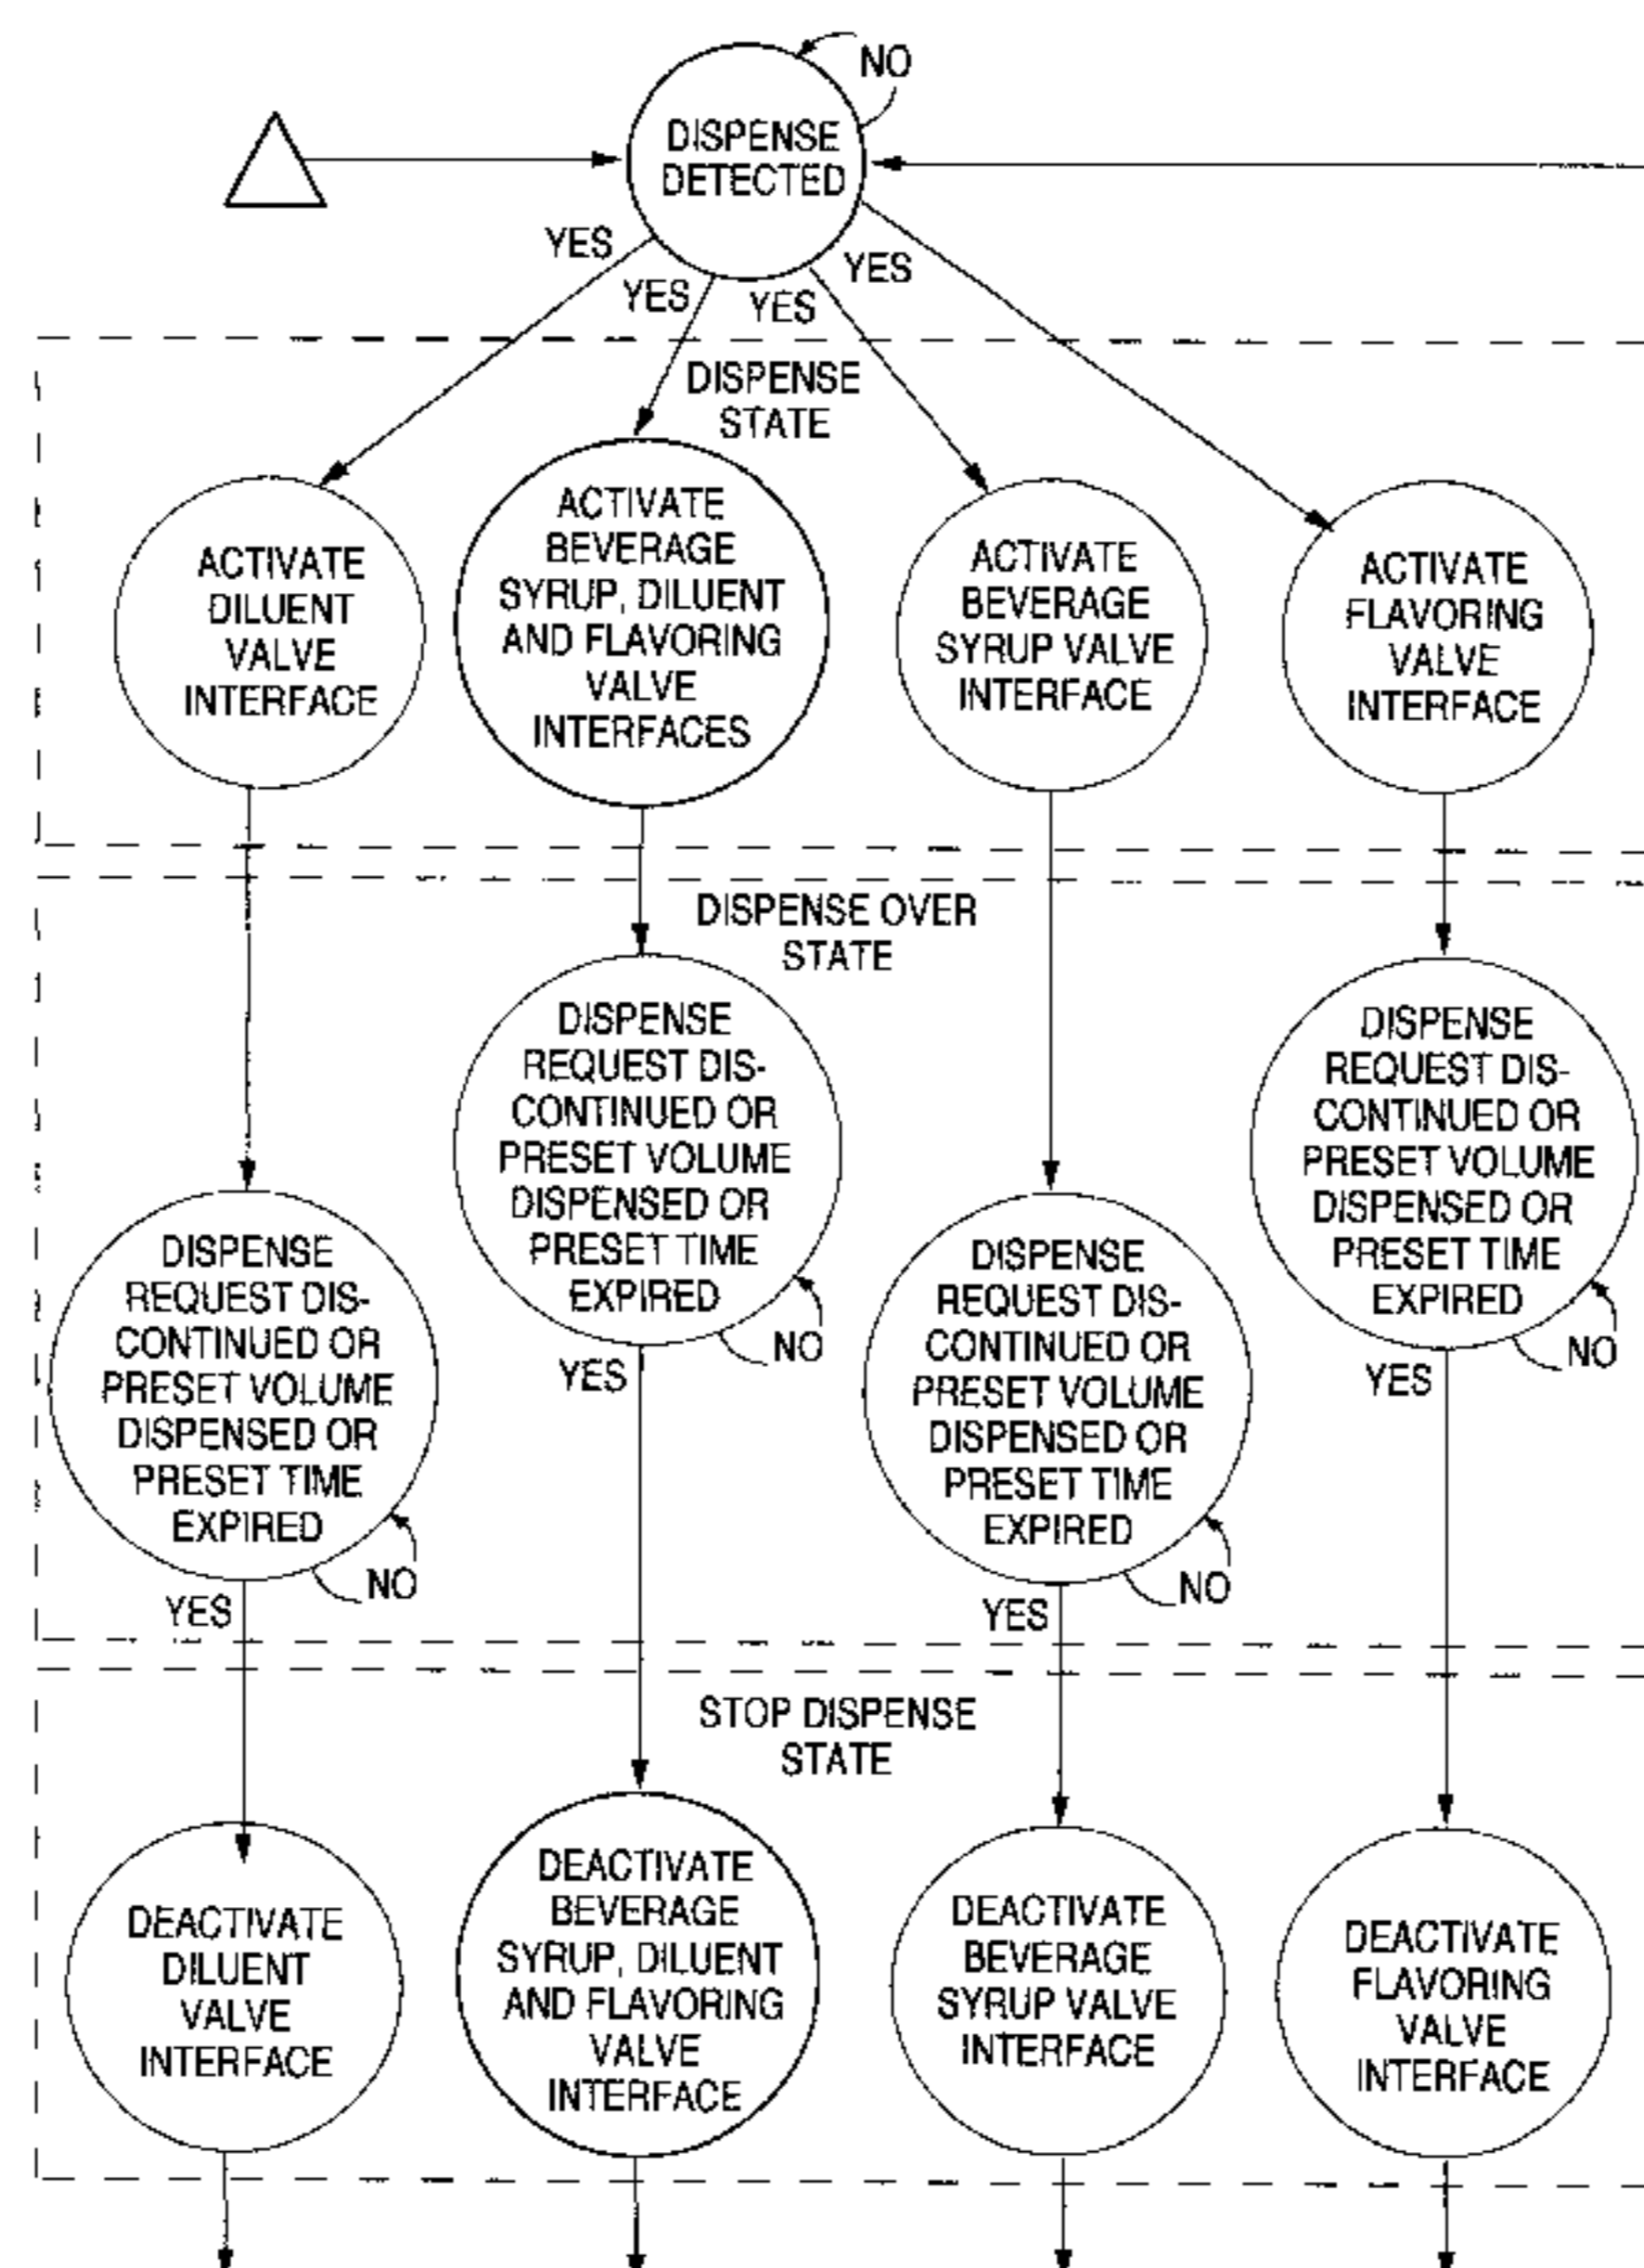 NO
DISPENSE
DETECTED
YES
YES
YES
YES
DISPENSE
STATE
ACTIVATE
DILUENT
VALVE
INTERFACE
ACTIVATE
BEVERAGE
SYRUP, DILUENT
AND FLAVORING
VALVE
INTERFACES
ACTIVATE
BEVERAGE
SYRUP VALVE
INTERFACE
ACTIVATE
FLAVORING
VALVE
INTERFACE
DISPENSE OVER
STATE
DISPENSE
REQUEST DIS-
CONTINUED OR
PRESET VOLUME
DISPENSED OR
PRESET TIME
EXPIRED
NO
YES
DISPENSE
REQUEST DIS-
CONTINUED OR
PRESET VOLUME
DISPENSED OR
PRESET TIME
EXPIRED
NO
YES
DISPENSE
REQUEST DIS-
CONTINUED OR
PRESET VOLUME
DISPENSED OR
PRESET TIME
EXPIRED
NO
YES
DISPENSE
REQUEST DIS-
CONTINUED OR
PRESET VOLUME
DISPENSED OR
PRESET TIME
EXPIRED
NO
YES
STOP DISPENSE
STATE
DEACTIVATE
DILUENT
VALVE
INTERFACE
DEACTIVATE
BEVERAGE
SYRUP, DILUENT
AND FLAVORING
VALVE
INTERFACE
DEACTIVATE
BEVERAGE
SYRUP VALVE
INTERFACE
DEACTIVATE
FLAVORING
VALVE
INTERFACE